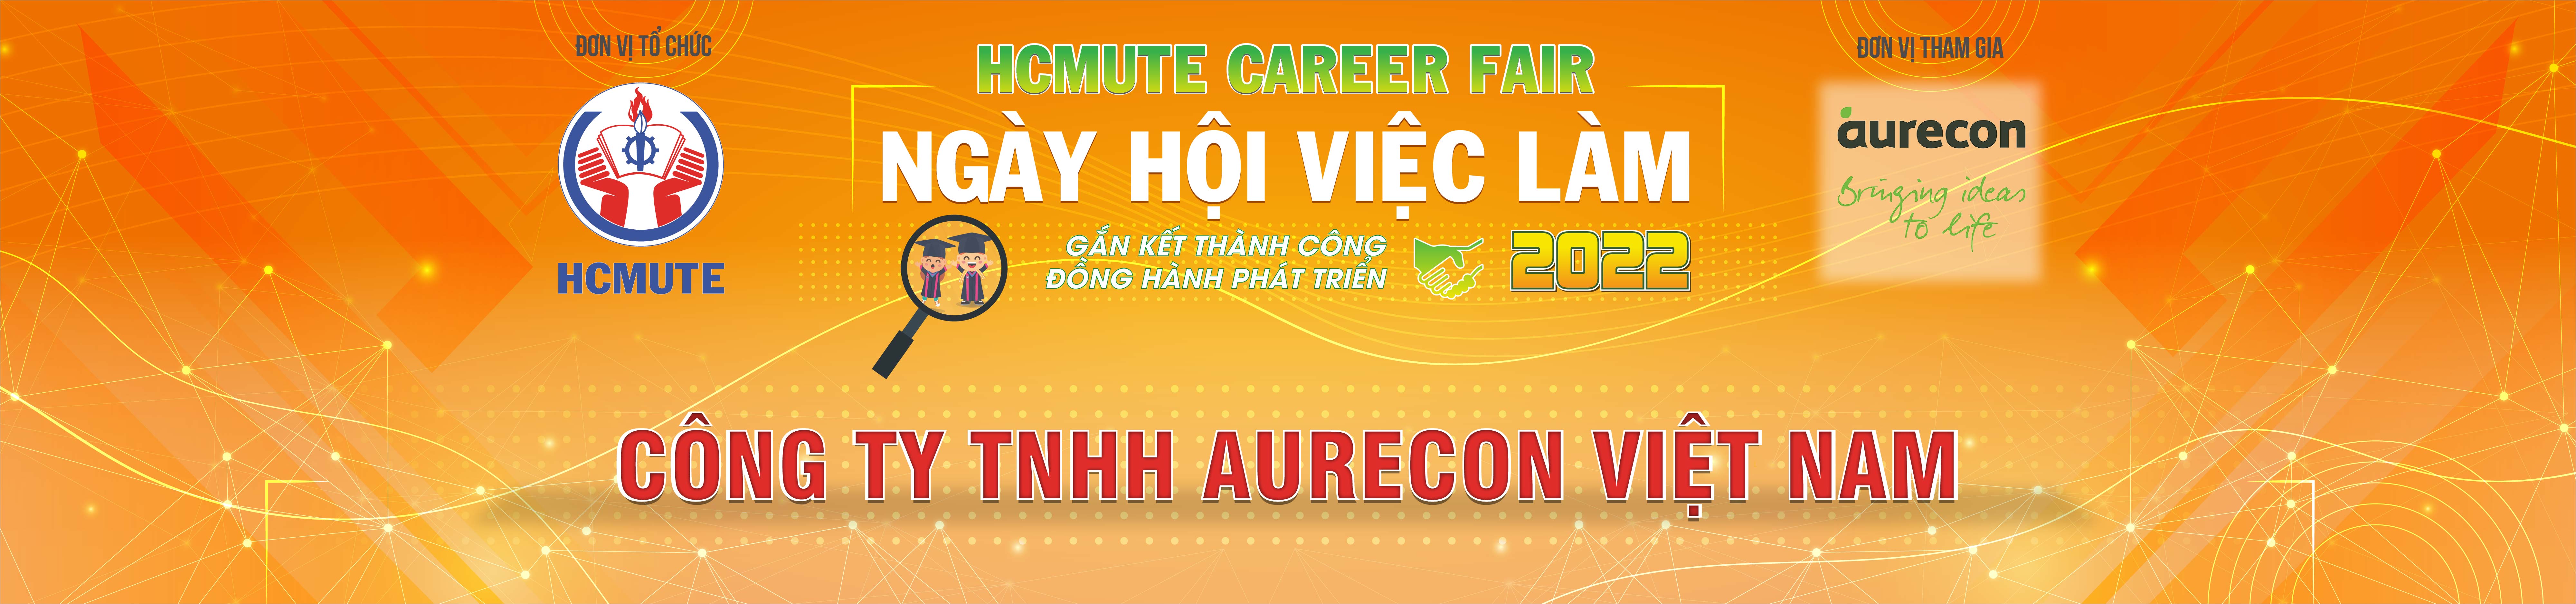 ĐƠN VỊ TỔ CHỨC
HCMUTE
HCMUTE CAREER FAIR
NGÀY HỘI VIỆC LÀM
GẮN KẾT THÀNH CÔNG
ĐỒNG HÀNH PHÁT TRIỂN
2022
ĐƠN VỊ THAM GIA
aurecon
Bringing ideas
to life
CÔNG TY TNHH AURECON VIỆT NAM